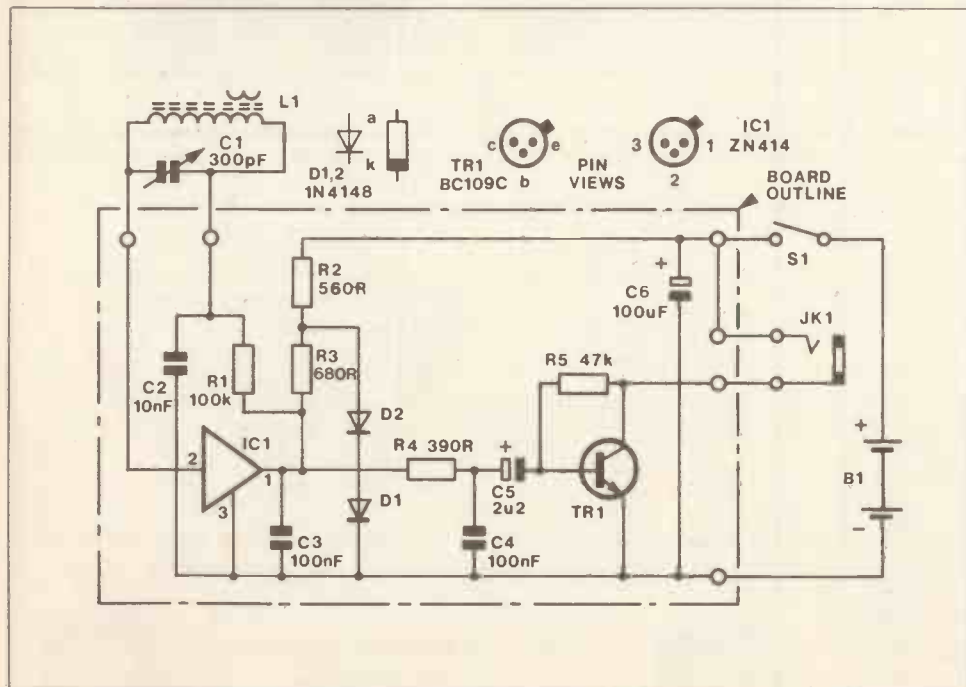 L1
C1
300pF
a
k
D1,2
1N4148
c
e
b
TR1
BC109C
PIN
VIEWS
3
1
2
IC1
ZN414
BOARD
OUTLINE
R2
560R
+
C6
100uF
S1
JK1
C2
10nF
R1
100k
R3
680R
R5 47k
D2
IC1
2
1
3
R4 390R
+
C5
2u2
TR1
+
B1
-
D1
C3
100nF
C4
100nF